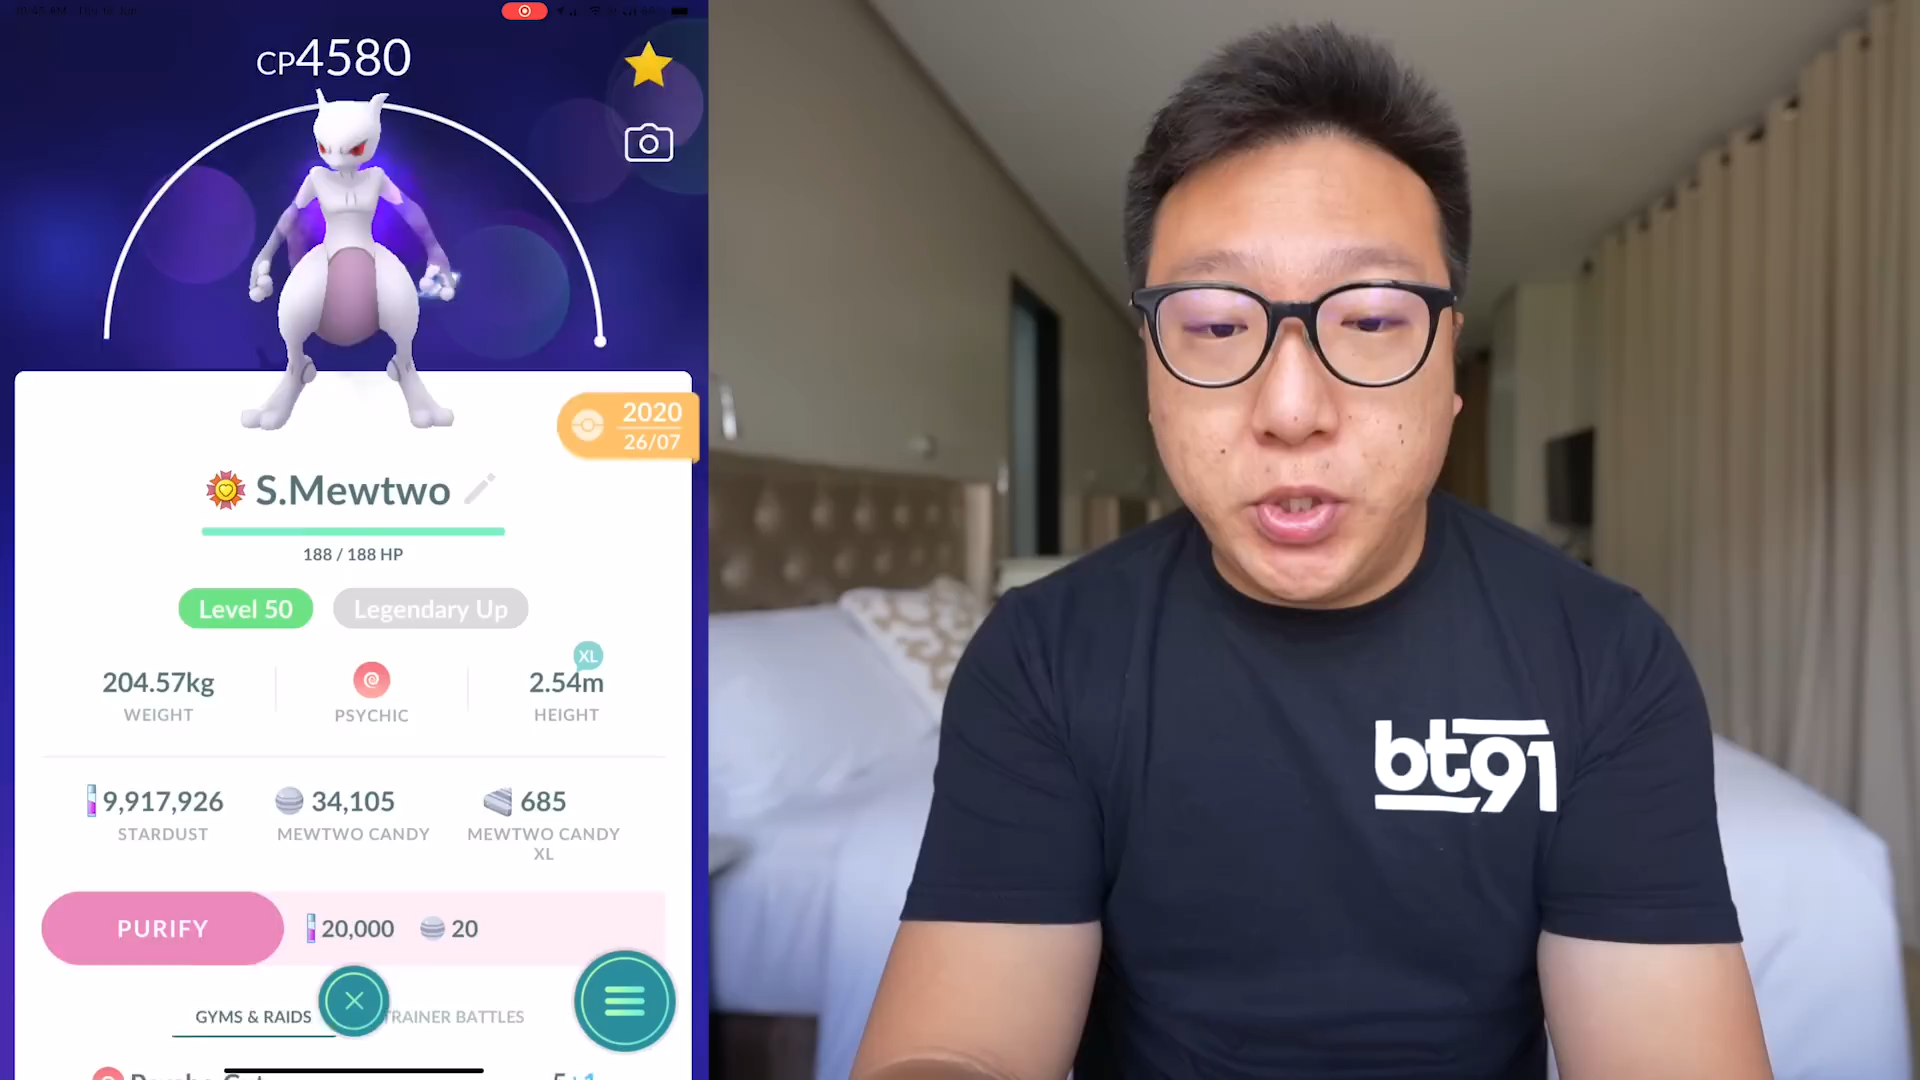 CP4580
2020
26/07
S.Mewtwo
188 / 188 HP
Level 50
Legendary Up
XL
204.57kg
WEIGHT
PSYCHIC
2.54m
HEIGHT
9,917,926
STARDUST
34,105
MEWTWO CANDY
685
MEWTWO CANDY
XL
PURIFY
20,000
20
GYMS & RAIDS
TRAINER BATTLES
bt91